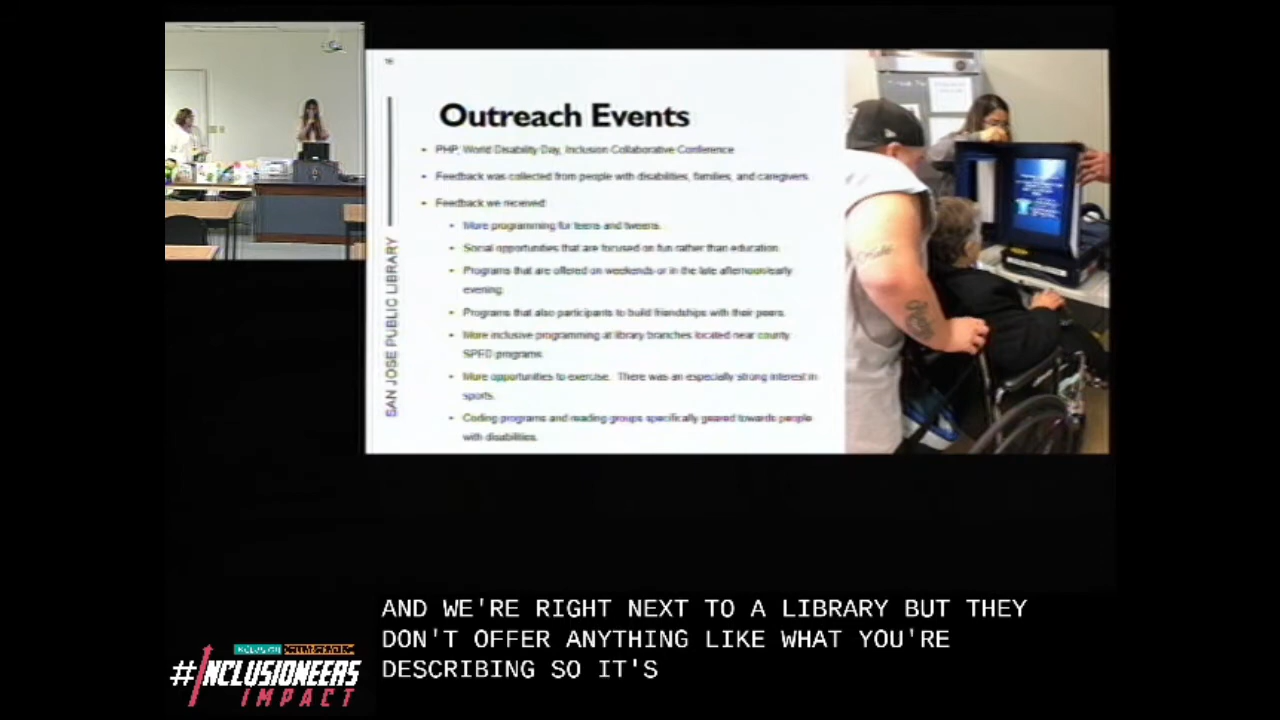 16
Outreach Events
SAN JOSE PUBLIC LIBRARY
• PHP, World Disability Day, Inclusion Collaborative Conference
• Feedback was collected from people with disabilities, families, and caregivers.
• Feedback we received:
• More programming for teens and tweens.
• Social opportunities that are focused on fun rather than education.
• Programs that are offered on weekends or in the late afternoon/early
evening.
• Programs that also participants to build friendships with their peers.
• More inclusive programming at library branches located near county
SPED programs.
• More opportunities to exercise. There was an especially strong interest in
sports.
• Coding programs and reading groups specifically geared towards people
with disabilities.
AND WE'RE RIGHT NEXT TO A LIBRARY BUT THEY
DON'T OFFER ANYTHING LIKE WHAT YOU'RE
DESCRIBING SO IT'S
#INCLUSIONEERS
IMPACT